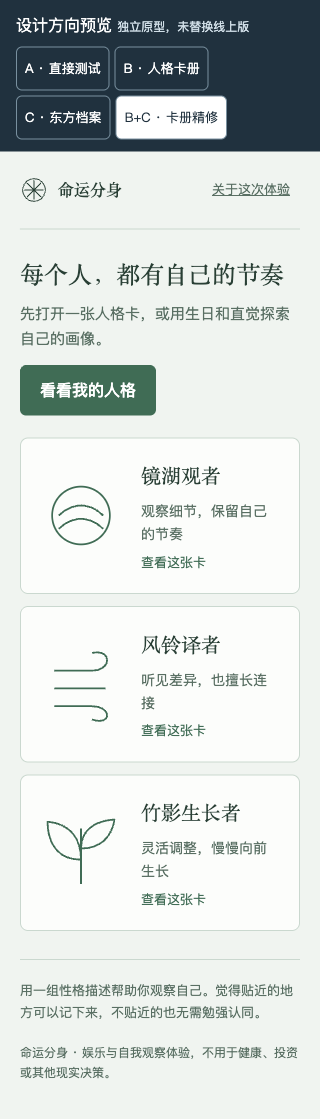 设计方向预览 独立原型，未替换线上版
A · 直接测试
B · 人格卡册
C · 东方档案
B+C · 卡册精修
命运分身
关于这次体验
每个人，都有自己的节奏
先打开一张人格卡，或用生日和直觉探索
自己的画像。
看看我的人格
镜湖观者
观察细节，保留自己
的节奏
查看这张卡
风铃译者
听见差异，也擅长连
接
查看这张卡
竹影生长者
灵活调整，慢慢向前
生长
查看这张卡
用一组性格描述帮助你观察自己。觉得贴近的地
方可以记下来，不贴近的也无需勉强认同。
命运分身 · 娱乐与自我观察体验，不用于健康、投资
或其他现实决策。